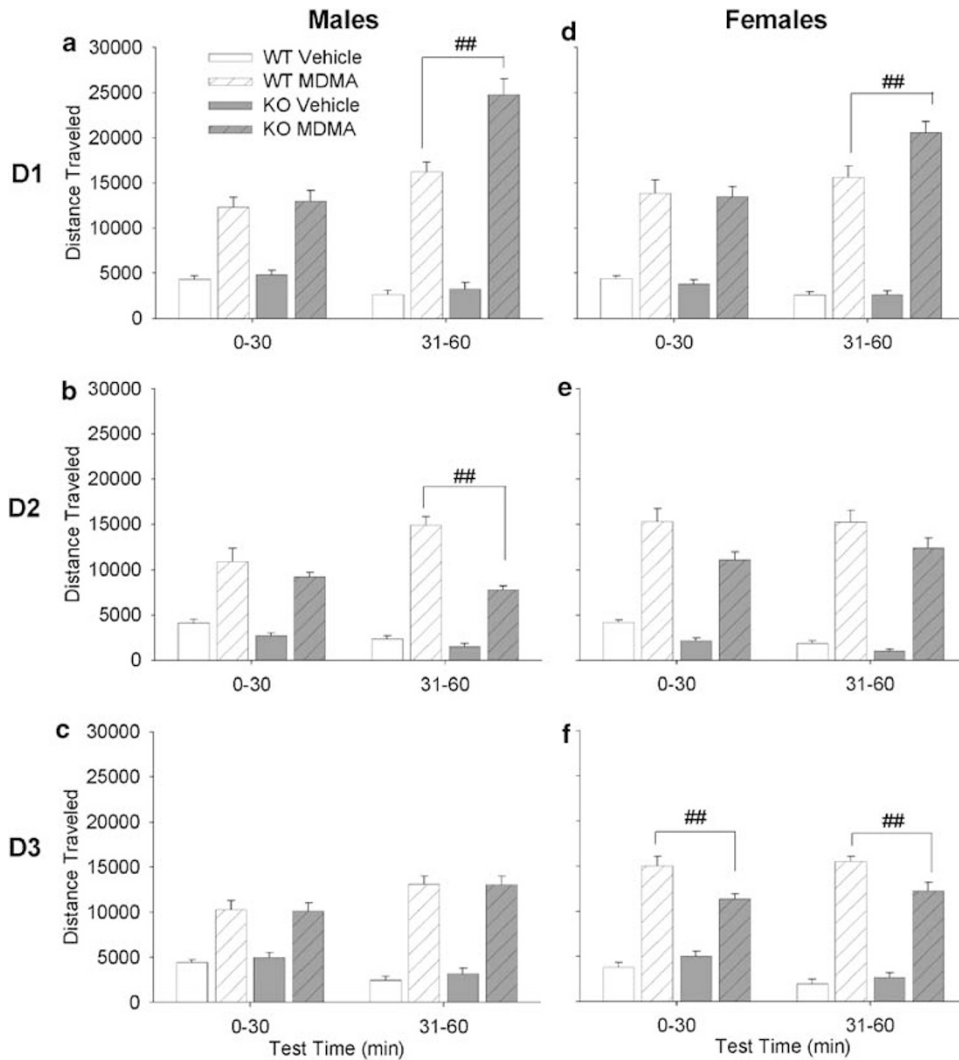 Males
Females
a
WT Vehicle
WT MDMA
KO Vehicle
KO MDMA
##
D1
Distance Traveled
30000
25000
20000
15000
10000
5000
0
0-30
31-60
d
##
0-30
31-60
b
##
D2
Distance Traveled
30000
25000
20000
15000
10000
5000
0
0-30
31-60
e
0-30
31-60
c
D3
Distance Traveled
30000
25000
20000
15000
10000
5000
0
0-30
31-60
Test Time (min)
f
##
##
0-30
31-60
Test Time (min)